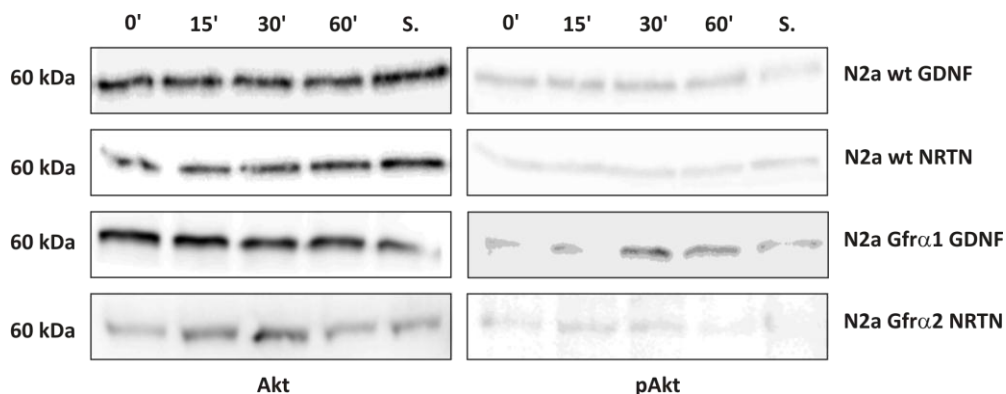 0' 15' 30' 60' S. 0' 15' 30' 60' S.
60 kDa N2a wt GDNF
60 kDa N2a wt NRTN
60 kDa N2a Gfrα1 GDNF
60 kDa N2a Gfrα2 NRTN
Akt pAkt